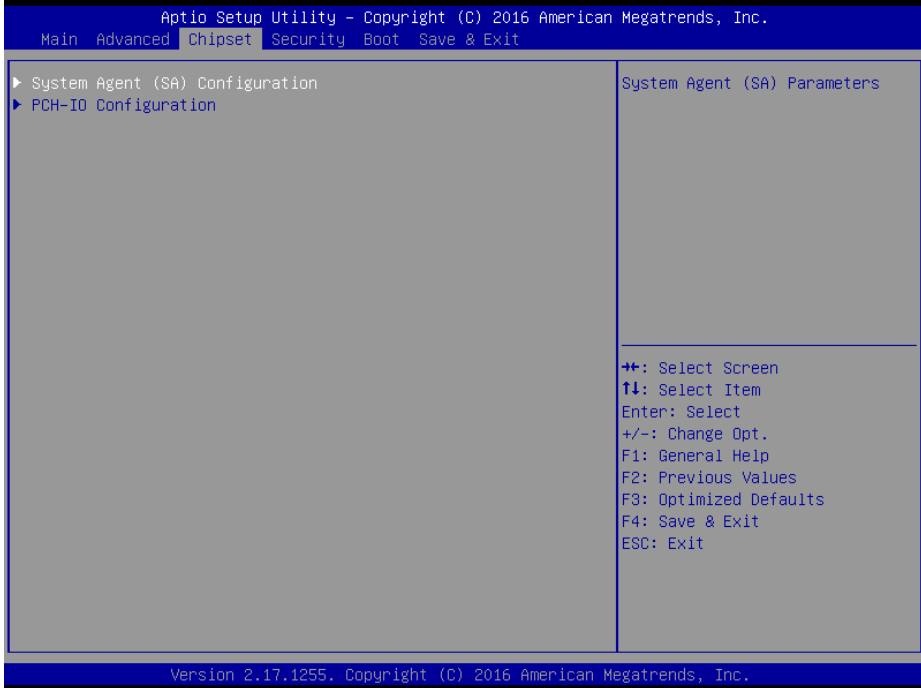 Aptio Setup Utility – Copyright (C) 2016 American Megatrends, Inc.
Main Advanced Chipset Security Boot Save & Exit
System Agent (SA) Configuration
PCH-IO Configuration
System Agent (SA) Parameters
→←: Select Screen
↑↓: Select Item
Enter: Select
+/-: Change Opt.
F1: General Help
F2: Previous Values
F3: Optimized Defaults
F4: Save & Exit
ESC: Exit
Version 2.17.1255. Copyright (C) 2016 American Megatrends, Inc.